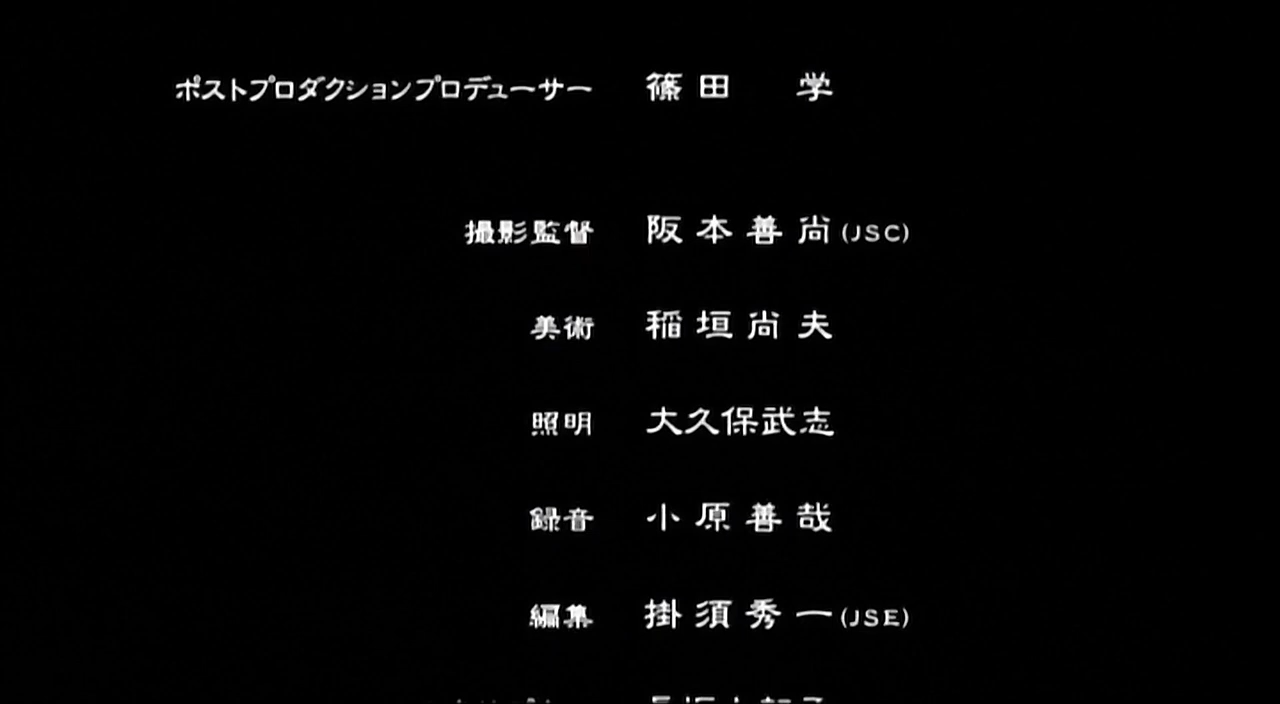 ポストプロダクションプロデューサー 篠田 学
撮影監督 阪本善尚(JSC)
美術 稲垣尚夫
照明 大久保武志
録音 小原善哉
編集 掛須秀一(JSE)